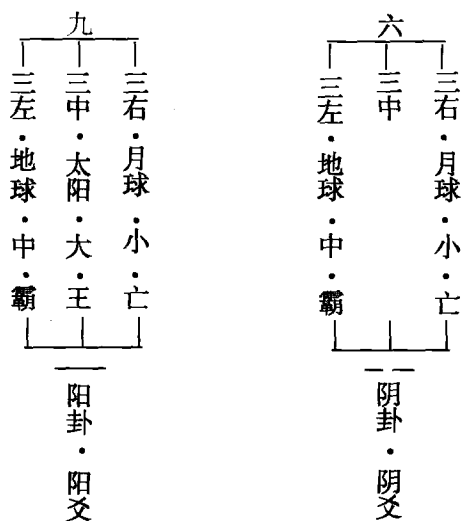 九
三左·地球·中·霸
三中·太阳·大·王
三右·月球·小·亡
阳卦·阳爻
六
三左·地球·中·霸
三中
三右·月球·小·亡
阴卦·阴爻